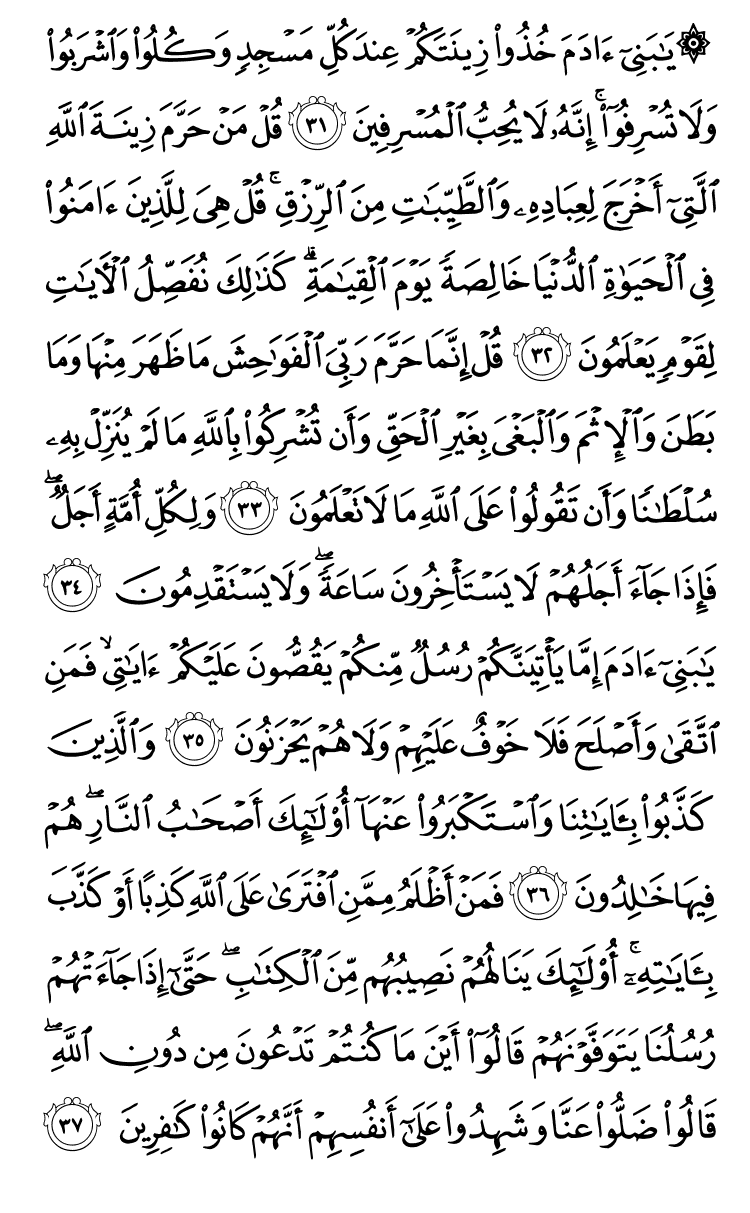 ۞ يَٰبَنِىٓ ءَادَمَ خُذُوا۟ زِينَتَكُمْ عِندَ كُلِّ مَسْجِدٍ وَكُلُوا۟ وَٱشْرَبُوا۟
وَلَا تُسْرِفُوٓا۟ ۚ إِنَّهُۥ لَا يُحِبُّ ٱلْمُسْرِفِينَ ٣١ قُلْ مَنْ حَرَّمَ زِينَةَ ٱللَّهِ
ٱلَّتِىٓ أَخْرَجَ لِعِبَادِهِۦ وَٱلطَّيِّبَٰتِ مِنَ ٱلرِّزْقِ ۚ قُلْ هِىَ لِلَّذِينَ ءَامَنُوا۟
فِى ٱلْحَيَوٰةِ ٱلدُّنْيَا خَالِصَةً يَوْمَ ٱلْقِيَٰمَةِ ۗ كَذَٰلِكَ نُفَصِّلُ ٱلْءَايَٰتِ
لِقَوْمٍ يَعْلَمُونَ ٣٢ قُلْ إِنَّمَا حَرَّمَ رَبِّىَ ٱلْفَوَٰحِشَ مَا ظَهَرَ مِنْهَا وَمَا
بَطَنَ وَٱلْإِثْمَ وَٱلْبَغْىَ بِغَيْرِ ٱلْحَقِّ وَأَن تُشْرِكُوا۟ بِٱللَّهِ مَا لَمْ يُنَزِّلْ بِهِۦ
سُلْطَٰنًا وَأَن تَقُولُوا۟ عَلَى ٱللَّهِ مَا لَا تَعْلَمُونَ ٣٣ وَلِكُلِّ أُمَّةٍ أَجَلٌ ۖ
فَإِذَا جَآءَ أَجَلُهُمْ لَا يَسْتَأْخِرُونَ سَاعَةً ۖ وَلَا يَسْتَقْدِمُونَ ٣٤
يَٰبَنِىٓ ءَادَمَ إِمَّا يَأْتِيَنَّكُمْ رُسُلٌ مِّنكُمْ يَقُصُّونَ عَلَيْكُمْ ءَايَٰتِى ۙ فَمَنِ
ٱتَّقَىٰ وَأَصْلَحَ فَلَا خَوْفٌ عَلَيْهِمْ وَلَا هُمْ يَحْزَنُونَ ٣٥ وَٱلَّذِينَ
كَذَّبُوا۟ بِـَٔايَٰتِنَا وَٱسْتَكْبَرُوا۟ عَنْهَآ أُو۟لَٰٓئِكَ أَصْحَٰبُ ٱلنَّارِ ۖ هُمْ
فِيهَا خَٰلِدُونَ ٣٦ فَمَنْ أَظْلَمُ مِمَّنِ ٱفْتَرَىٰ عَلَى ٱللَّهِ كَذِبًا أَوْ كَذَّبَ
بِـَٔايَٰتِهِۦٓ ۚ أُو۟لَٰٓئِكَ يَنَالُهُمْ نَصِيبُهُم مِّنَ ٱلْكِتَٰبِ ۖ حَتَّىٰٓ إِذَا جَآءَتْهُمْ
رُسُلُنَا يَتَوَفَّوْنَهُمْ قَالُوٓا۟ أَيْنَ مَا كُنتُمْ تَدْعُونَ مِن دُونِ ٱللَّهِ ۖ
قَالُوا۟ ضَلُّوا۟ عَنَّا وَشَهِدُوا۟ عَلَىٰٓ أَنفُسِهِمْ أَنَّهُمْ كَانُوا۟ كَٰفِرِينَ ٣٧